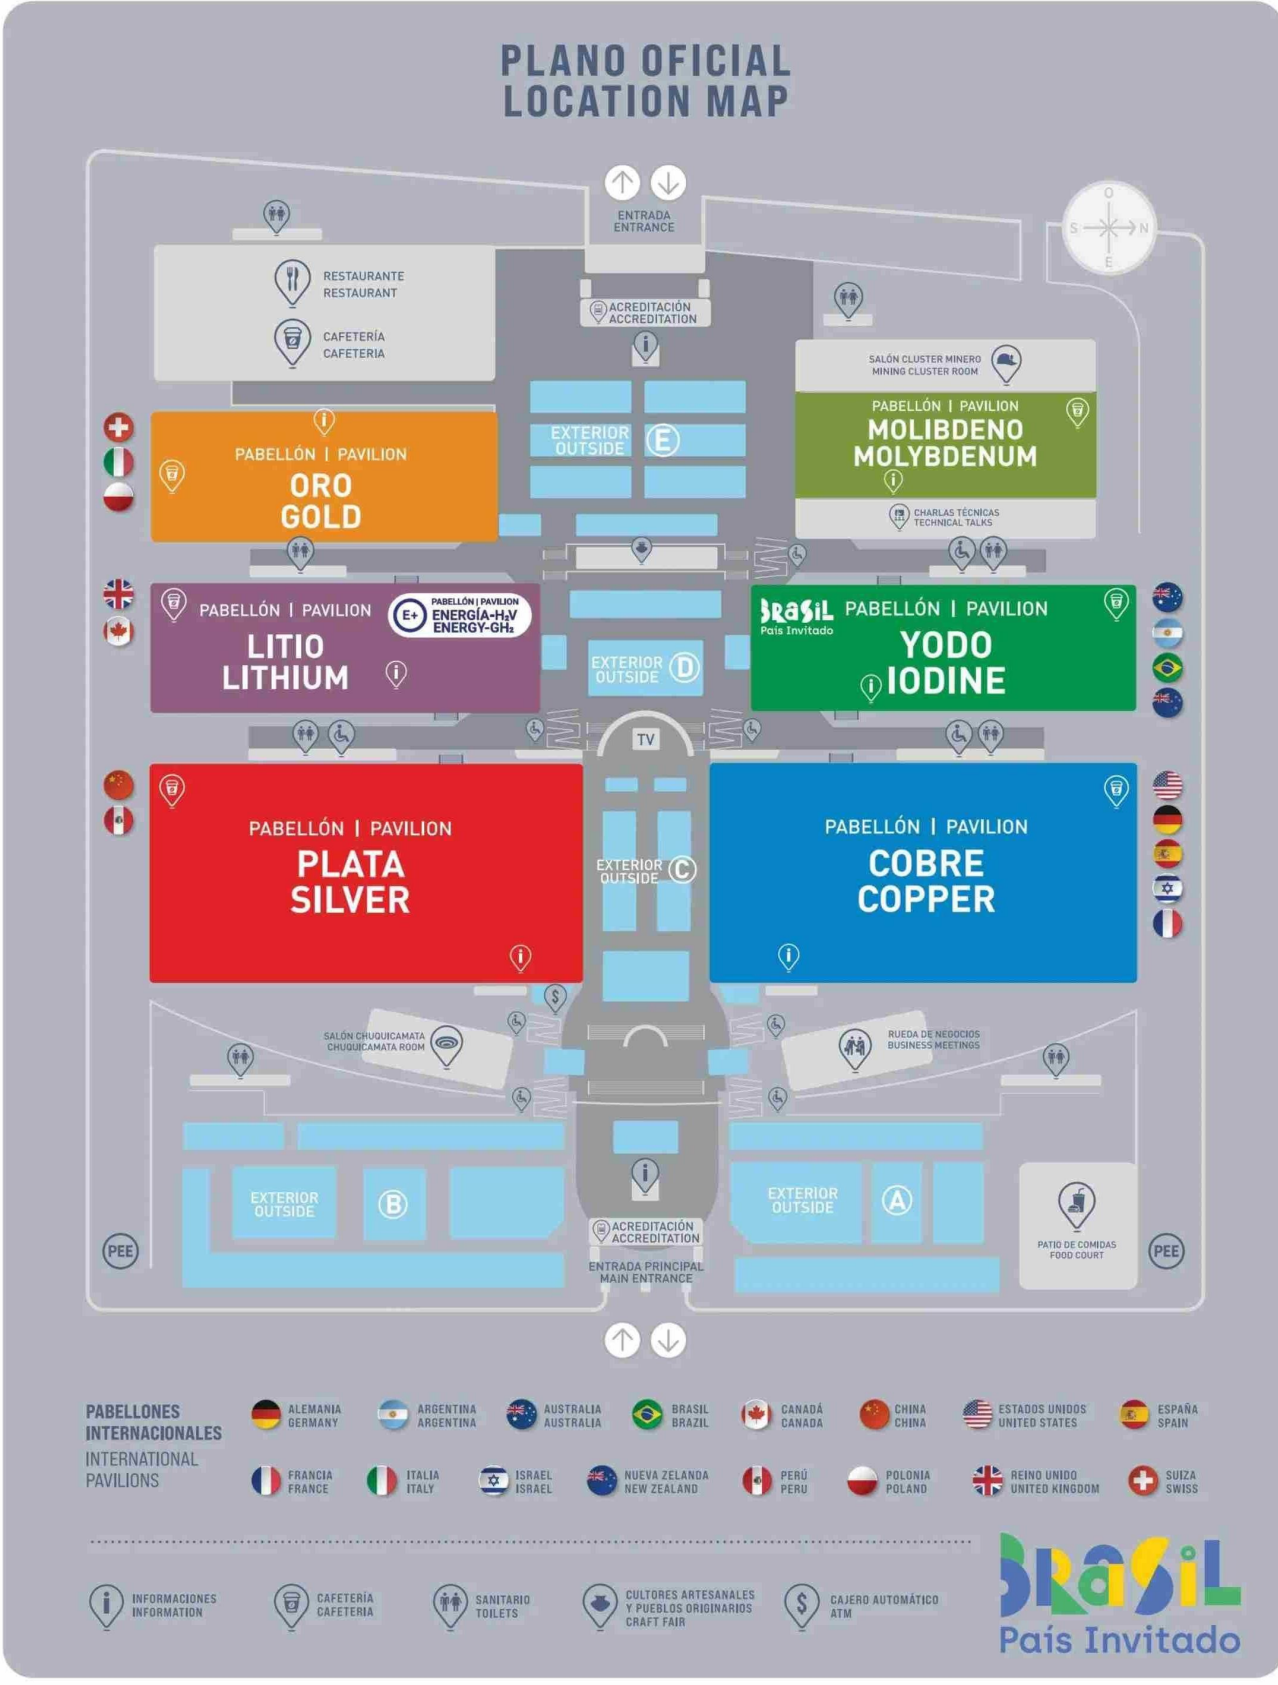 PLANO OFICIAL
LOCATION MAP
ENTRADA
ENTRANCE
O
S
N
E
RESTAURANTE
RESTAURANT
CAFETERÍA
CAFETERIA
ACREDITACIÓN
ACCREDITATION
i
SALÓN CLUSTER MINERO
MINING CLUSTER ROOM
PABELLÓN | PAVILION
MOLIBDENO
MOLYBDENUM
i
CHARLAS TÉCNICAS
TECHNICAL TALKS
EXTERIOR
OUTSIDE
E
i
PABELLÓN | PAVILION
ORO
GOLD
PABELLÓN | PAVILION
LITIO
LITHIUM
i
E+
PABELLÓN | PAVILION
ENERGÍA-H₂V
ENERGY-GH₂
EXTERIOR
OUTSIDE
D
BRASIL
País Invitado
PABELLÓN | PAVILION
YODO
IODINE
i
TV
PABELLÓN | PAVILION
PLATA
SILVER
i
EXTERIOR
OUTSIDE
C
PABELLÓN | PAVILION
COBRE
COPPER
i
$
SALÓN CHUQUICAMATA
CHUQUICAMATA ROOM
RUEDA DE NEGOCIOS
BUSINESS MEETINGS
EXTERIOR
OUTSIDE
B
i
EXTERIOR
OUTSIDE
A
ACREDITACIÓN
ACCREDITATION
PATIO DE COMIDAS
FOOD COURT
PEE
PEE
ENTRADA PRINCIPAL
MAIN ENTRANCE
PABELLONES
INTERNACIONALES
INTERNATIONAL
PAVILIONS
ALEMANIA
GERMANY
ARGENTINA
ARGENTINA
AUSTRALIA
AUSTRALIA
BRASIL
BRAZIL
CANADÁ
CANADA
CHINA
CHINA
ESTADOS UNIDOS
UNITED STATES
ESPAÑA
SPAIN
FRANCIA
FRANCE
ITALIA
ITALY
ISRAEL
ISRAEL
NUEVA ZELANDA
NEW ZEALAND
PERÚ
PERU
POLONIA
POLAND
REINO UNIDO
UNITED KINGDOM
SUIZA
SWISS
i
INFORMACIONES
INFORMATION
CAFETERÍA
CAFETERIA
SANITARIO
TOILETS
CULTORES ARTESANALES
Y PUEBLOS ORIGINARIOS
CRAFT FAIR
$
CAJERO AUTOMÁTICO
ATM
BRASIL
País Invitado